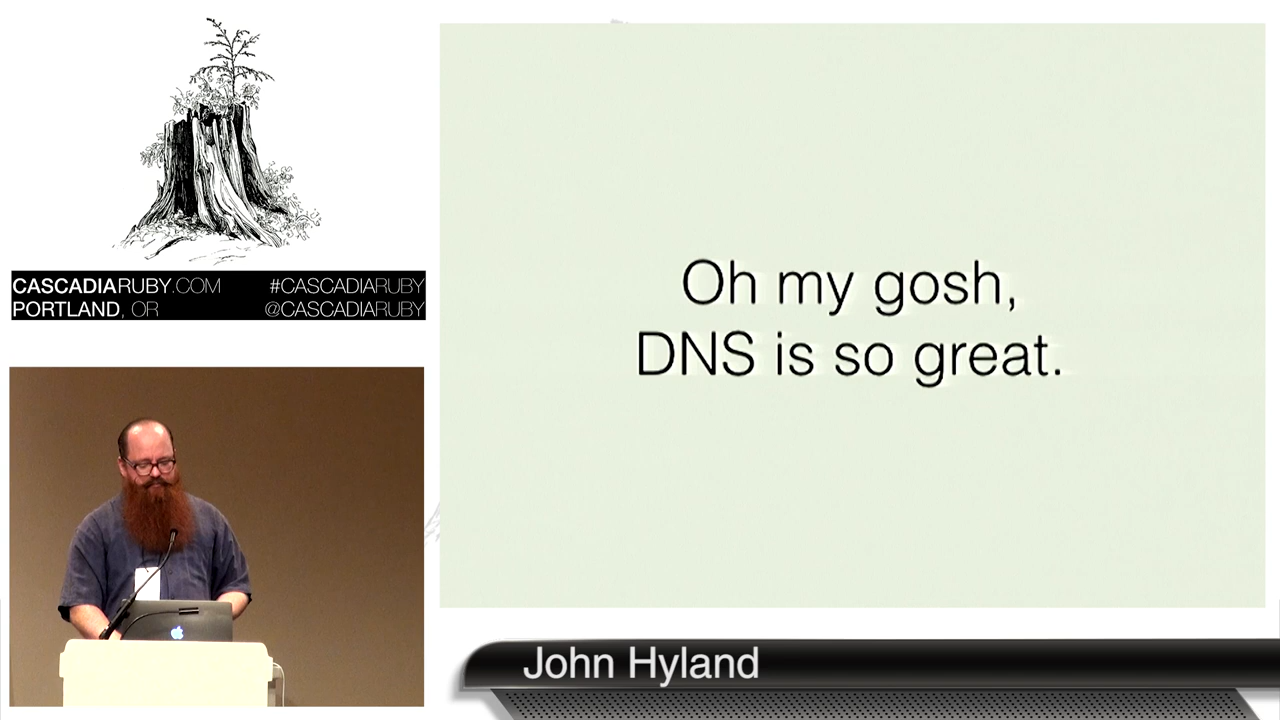 CASCADIARUBY.COM #CASCADIARUBY
PORTLAND, OR @CASCADIARUBY
Oh my gosh,
DNS is so great.
John Hyland